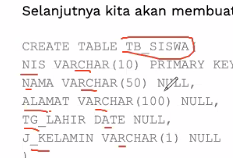 Selanjutnya kita akan membuat
CREATE TABLE TB_SISWA
NIS VARCHAR(10) PRIMARY KEY
NAMA VARCHAR(50) NULL,
ALAMAT VARCHAR(100) NULL,
TG_LAHIR DATE NULL,
J_KELAMIN VARCHAR(1) NULL
)